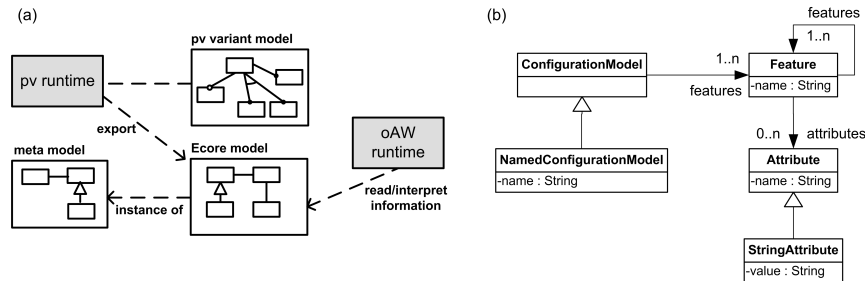 (a)
pv variant model
pv runtime
export
meta model
Ecore model
oAW
runtime
instance of
read/interpret
information
(b)
features
1..n
ConfigurationModel
1..n
features
Feature
-name : String
0..n
attributes
NamedConfigurationModel
-name : String
Attribute
-name : String
StringAttribute
-value : String